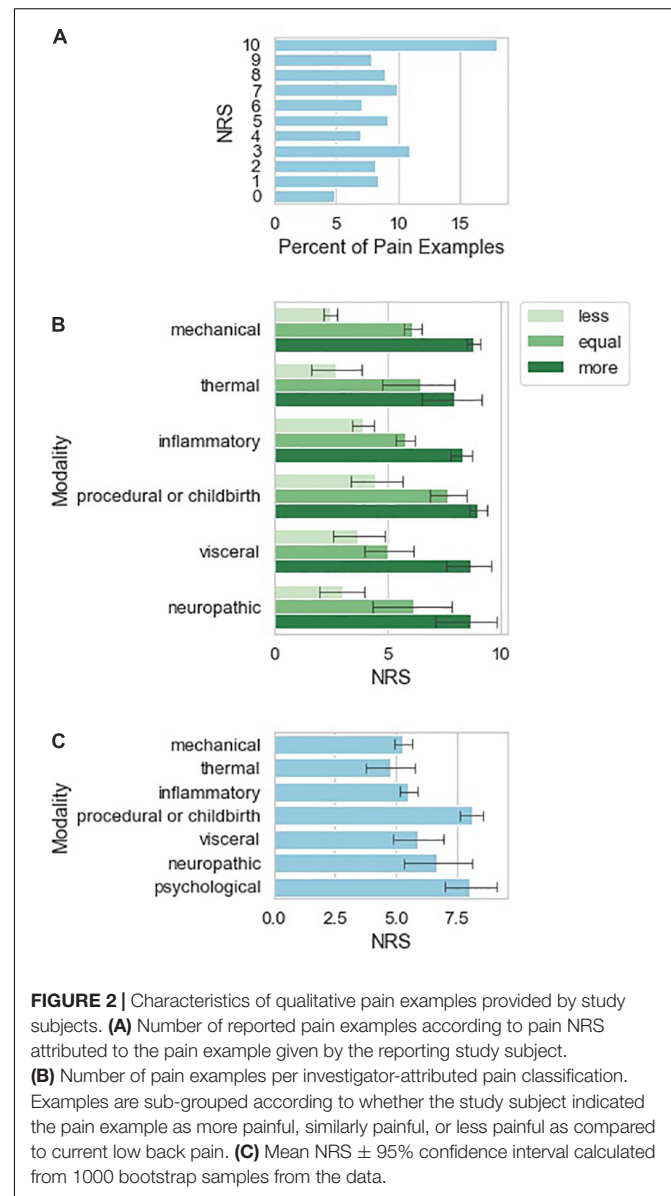 A
10
9
8
7
6
5
4
3
2
1
0
NRS
0 5 10 15
Percent of Pain Examples
B
less
equal
more
mechanical
thermal
inflammatory
procedural or childbirth
visceral
neuropathic
Modality
0 5 10
NRS
C
mechanical
thermal
inflammatory
procedural or childbirth
visceral
neuropathic
psychological
Modality
0.0 2.5 5.0 7.5
NRS
FIGURE 2 | Characteristics of qualitative pain examples provided by study
subjects. (A) Number of reported pain examples according to pain NRS
attributed to the pain example given by the reporting study subject.
(B) Number of pain examples per investigator-attributed pain classification.
Examples are sub-grouped according to whether the study subject indicated
the pain example as more painful, similarly painful, or less painful as compared
to current low back pain. (C) Mean NRS ± 95% confidence interval calculated
from 1000 bootstrap samples from the data.